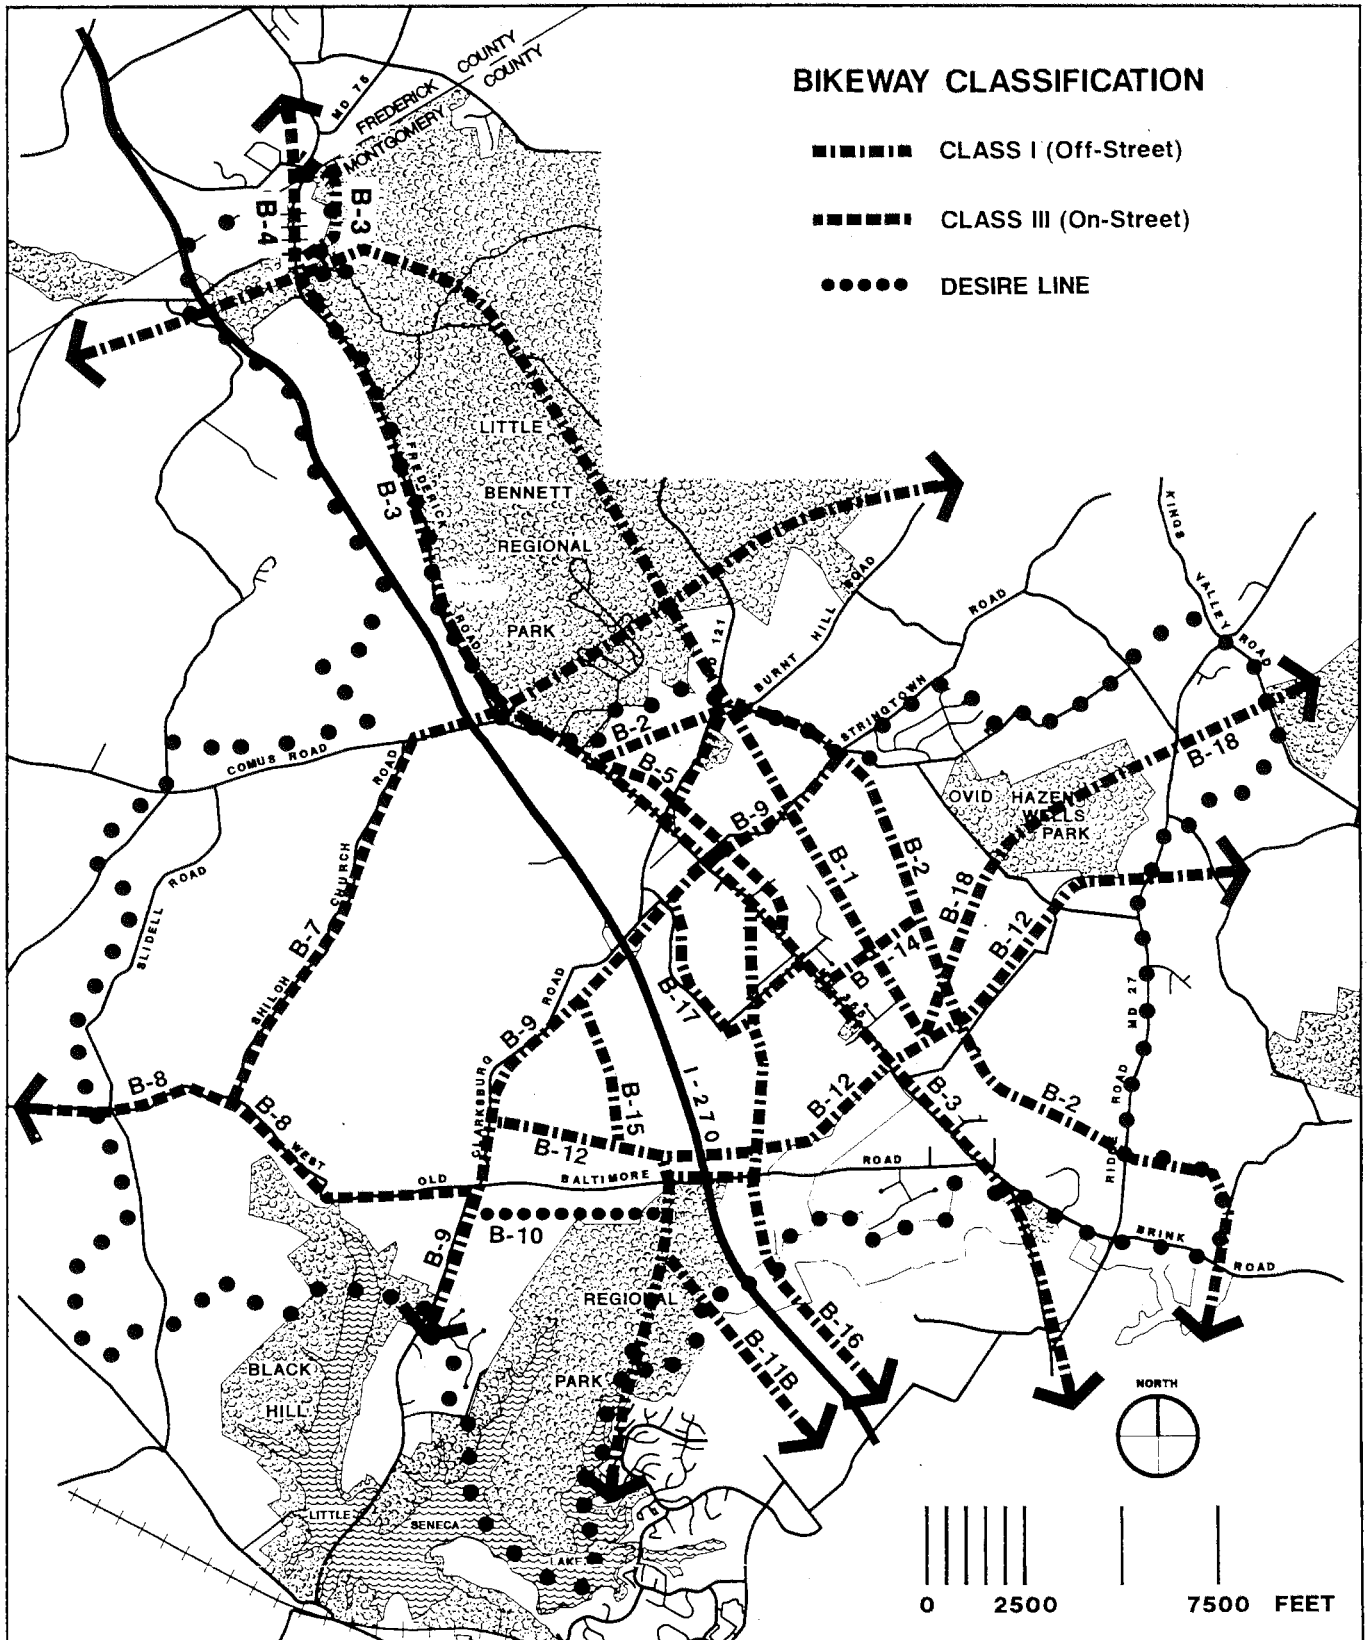 BIKEWAY CLASSIFICATION
CLASS I (Off-Street)
CLASS III (On-Street)
DESIRE LINE
MD 75
FREDERICK COUNTY
MONTGOMERY COUNTY
B-4
B-3
LITTLE
BENNETT
REGIONAL
PARK
B-3
FREDERICK
ROAD
121
BURNT HILL ROAD
ROAD
STRINGTOWN
KINGS
VALLEY
ROAD
B-2
B-5
B-9
B-1
B-2
B-18
OVID HAZEN
WELLS
PARK
B-18
B-12
COMUS ROAD
ROAD
CHURCH
B-7
SHILOH
SLIDELL
ROAD
B-14
B-17
ROAD
B-9
CLARKSBURG
I-270
B-15
B-12
B-12
B-3
B-2
MD 27
ROAD
RIDGE
B-8
B-8
WEST
OLD
BALTIMORE
ROAD
B-10
B-9
BRINK
ROAD
REGIONAL
PARK
B-11B
B-16
BLACK
HILL
LITTLE
SENECA
LAKE
NORTH
0 2500 7500 FEET